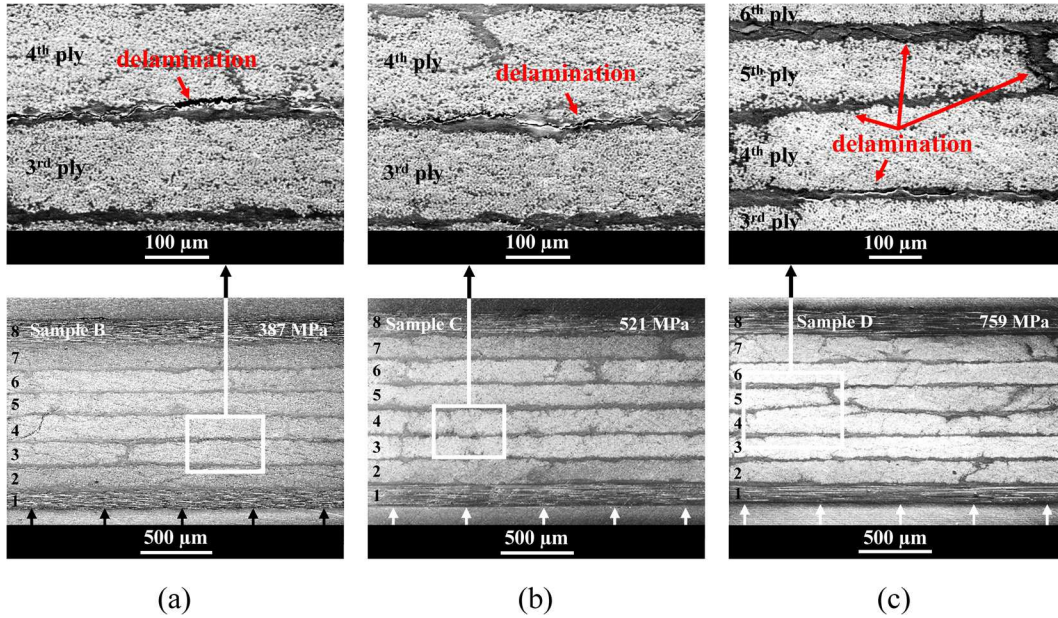 4th ply
delamination
3rd ply
100 μm
4th ply
delamination
3rd ply
100 μm
6th ply
5th ply
delamination
4th ply
3rd ply
100 μm
8
Sample B
387 MPa
7
6
5
4
3
2
1
500 μm
8
Sample C
521 MPa
7
6
5
4
3
2
1
500 μm
8
Sample D
759 MPa
7
6
5
4
3
2
1
500 μm
(a)
(b)
(c)